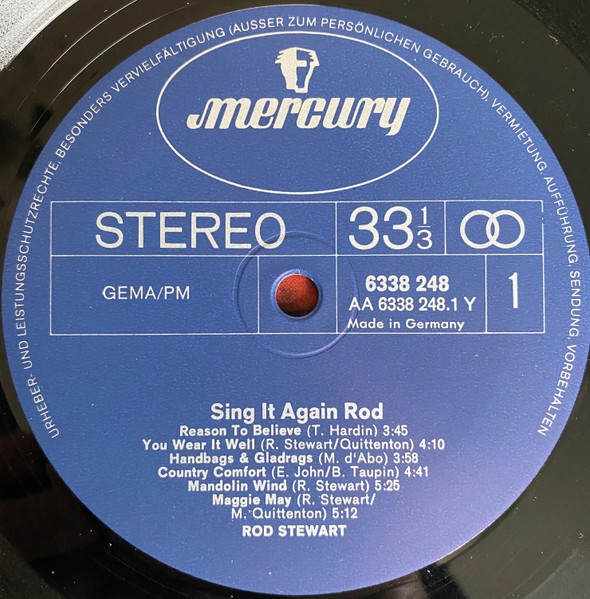 URHEBER- UND LEISTUNGSSCHUTZRECHTE, BESONDERS VERVIELFÄLTIGUNG (AUSSER ZUM PERSÖNLICHEN GEBRAUCH), VERMIETUNG, AUFFÜHRUNG, SENDUNG, VORBEHALTEN
mercury
STEREO 33 1/3
GEMA/PM
6338 248
AA 6338 248.1 Y
Made in Germany
1
Sing It Again Rod
Reason To Believe (T. Hardin) 3:45
You Wear It Well (R. Stewart/Quittenton) 4:10
Handbags & Gladrags (M. d'Abo) 3:58
Country Comfort (E. John/B. Taupin) 4:41
Mandolin Wind (R. Stewart) 5:25
Maggie May (R. Stewart/
M. Quittenton) 5:12
ROD STEWART